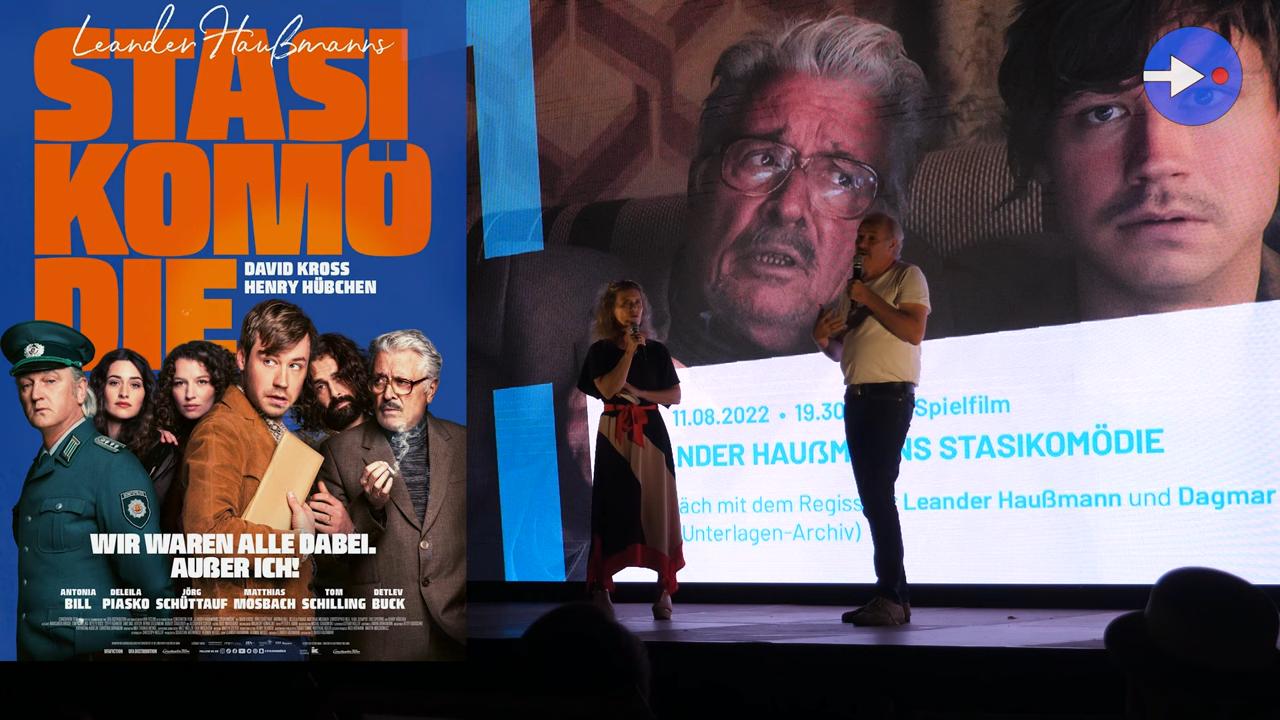 Leander Haußmanns
STASI
KOMÖ
DIE
DAVID KROSS
HENRY HÜBCHEN
WIR WAREN ALLE DABEI.
AUßER ICH!
ANTONIA BILL
DELEILA PIASKO
JÖRG SCHÜTTAUF
MATTHIAS MOSBACH
TOM SCHILLING
DETLEV BUCK
11.08.2022 • 19.30 Spielfilm
NDER HAUẞM NS STASIKOMÖDIE
äch mit dem Regiss Leander Haußmann und Dagmar
Unterlagen-Archiv)